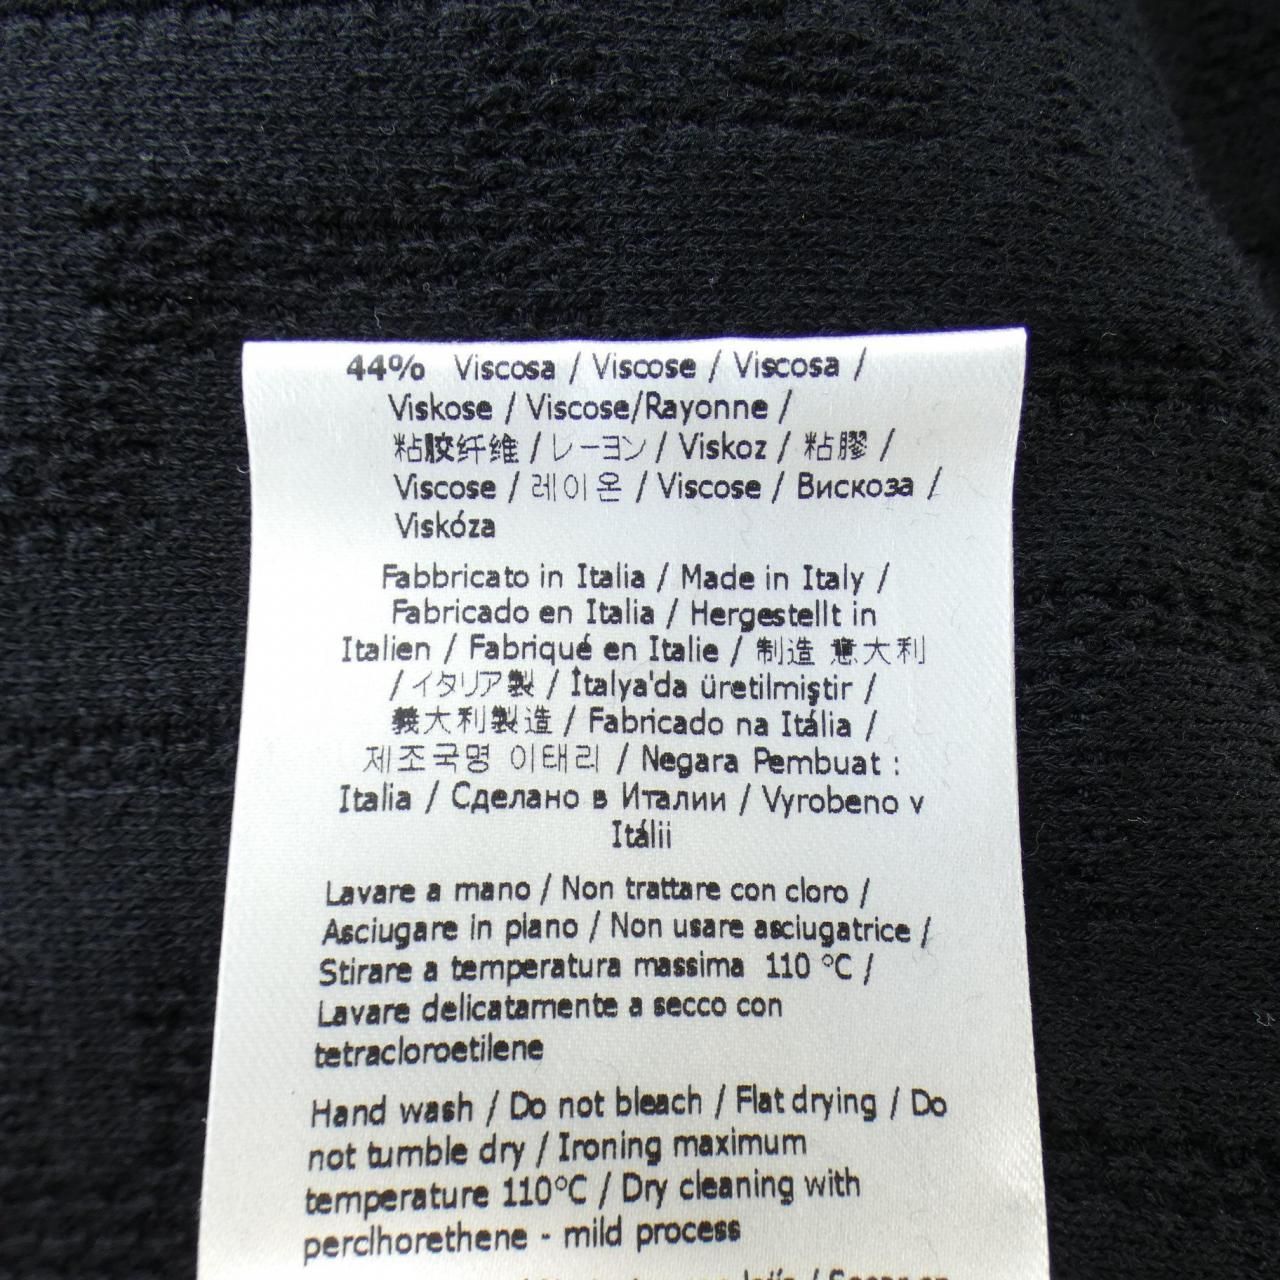 44% Viscosa / Viscose / Viscosa /
Viskose / Viscose/Rayonne /
粘胶纤维 / レーヨン / Viskoz / 粘膠 /
Viscose / 레이온 / Viscose / Вискоза /
Viskóza
Fabbricato in Italia / Made in Italy /
Fabricado en Italia / Hergestellt in
Italien / Fabriqué en Italie / 制造 意大利
/ イタリア製 / İtalya'da üretilmiştir /
義大利製造 / Fabricado na Itália /
제조국명 이태리 / Negara Pembuat :
Italia / Сделано в Италии / Vyrobeno v
Itálii
Lavare a mano / Non trattare con cloro /
Asciugare in piano / Non usare asciugatrice /
Stirare a temperatura massima 110 °C /
Lavare delicatamente a secco con
tetracloroetilene
Hand wash / Do not bleach / Flat drying / Do
not tumble dry / Ironing maximum
temperature 110°C / Dry cleaning with
perclhorethene - mild process